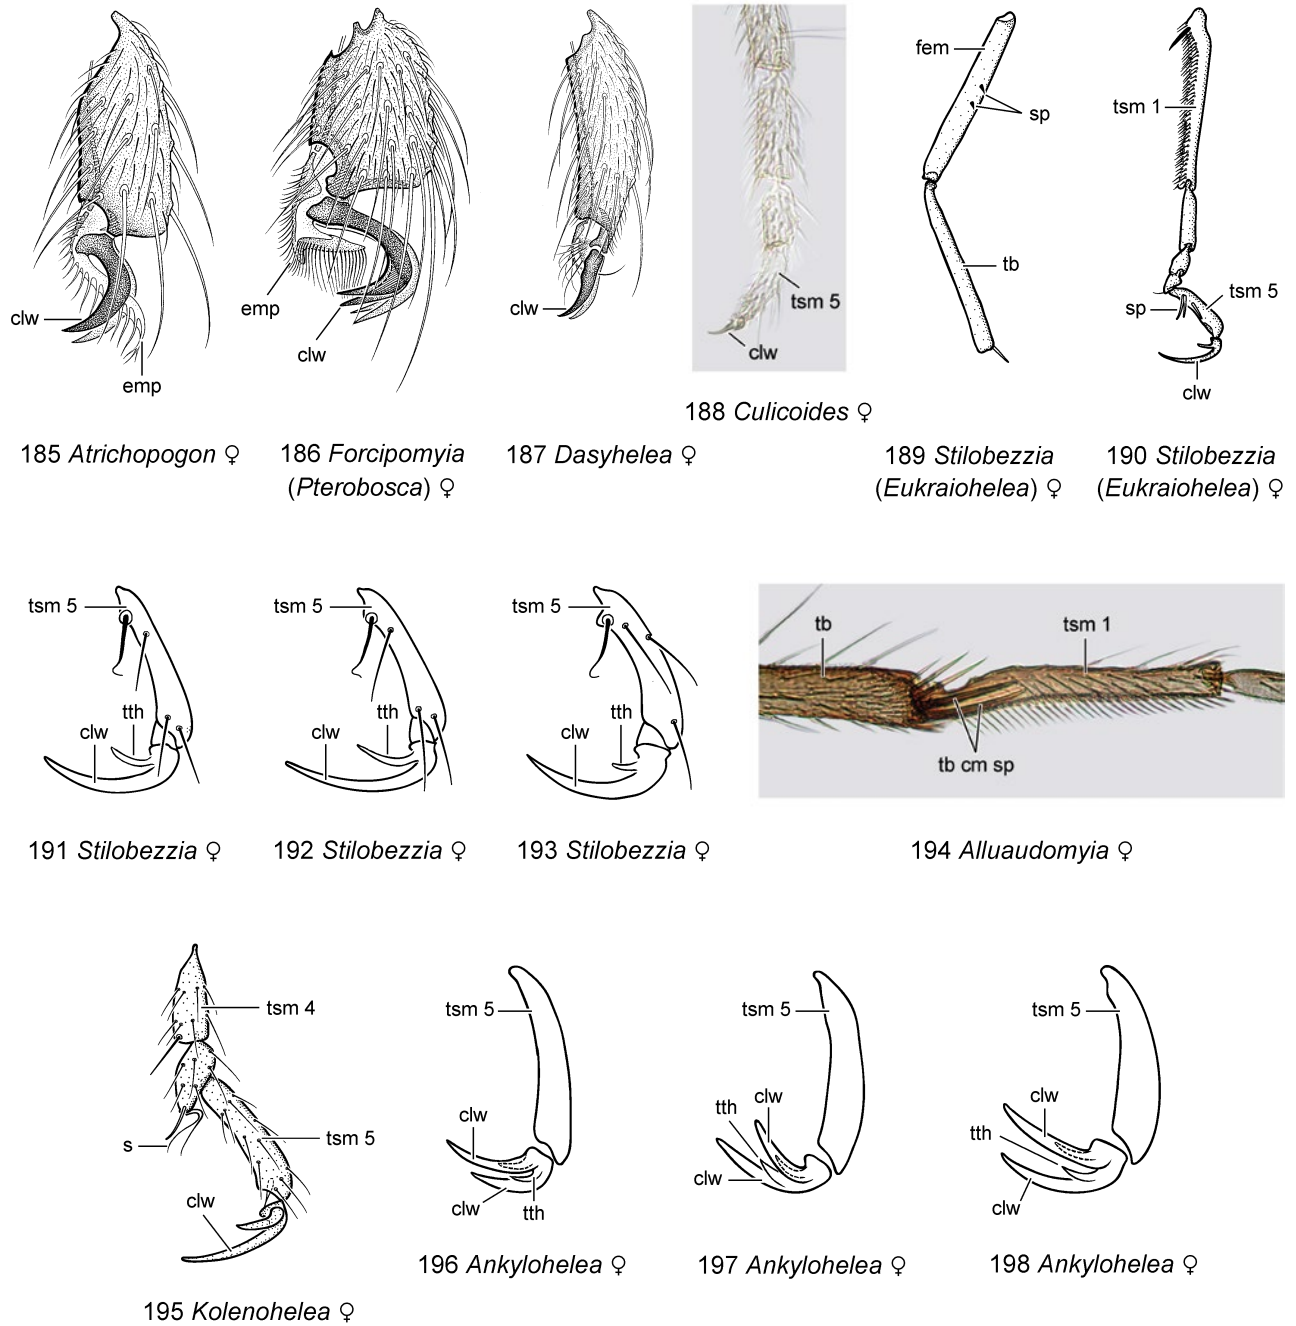 clw
emp
185 Atrichopogon ♀
emp
clw
186 Forcipomyia
(Pterobosca) ♀
clw
187 Dasyhelea ♀
tsm 5
clw
188 Culicoides ♀
fem
sp
tb
189 Stilobezzia
(Eukraiohelea) ♀
tsm 1
sp
tsm 5
clw
190 Stilobezzia
(Eukraiohelea) ♀
tsm 5
tth
clw
191 Stilobezzia ♀
tsm 5
tth
clw
192 Stilobezzia ♀
tsm 5
tth
clw
193 Stilobezzia ♀
tb
tsm 1
tb cm sp
194 Alluaudomyia ♀
tsm 4
s
tsm 5
clw
195 Kolenohelea ♀
tsm 5
clw
clw
tth
196 Ankylohelea ♀
tsm 5
clw
tth
clw
197 Ankylohelea ♀
tsm 5
clw
tth
clw
198 Ankylohelea ♀